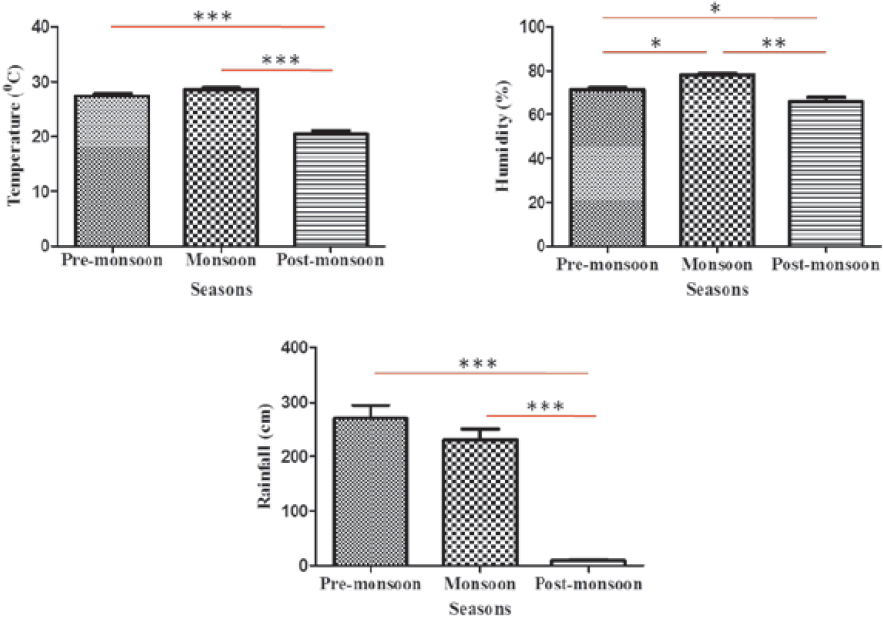 ***
***
Temperature (⁰C)
40
30
20
10
0
Pre-monsoon Monsoon Post-monsoon
Seasons
*
* **
Humidity (%)
100
80
60
40
20
0
Pre-monsoon Monsoon Post-monsoon
Seasons
***
***
Rainfall (cm)
400
300
200
100
0
Pre-monsoon Monsoon Post-monsoon
Seasons